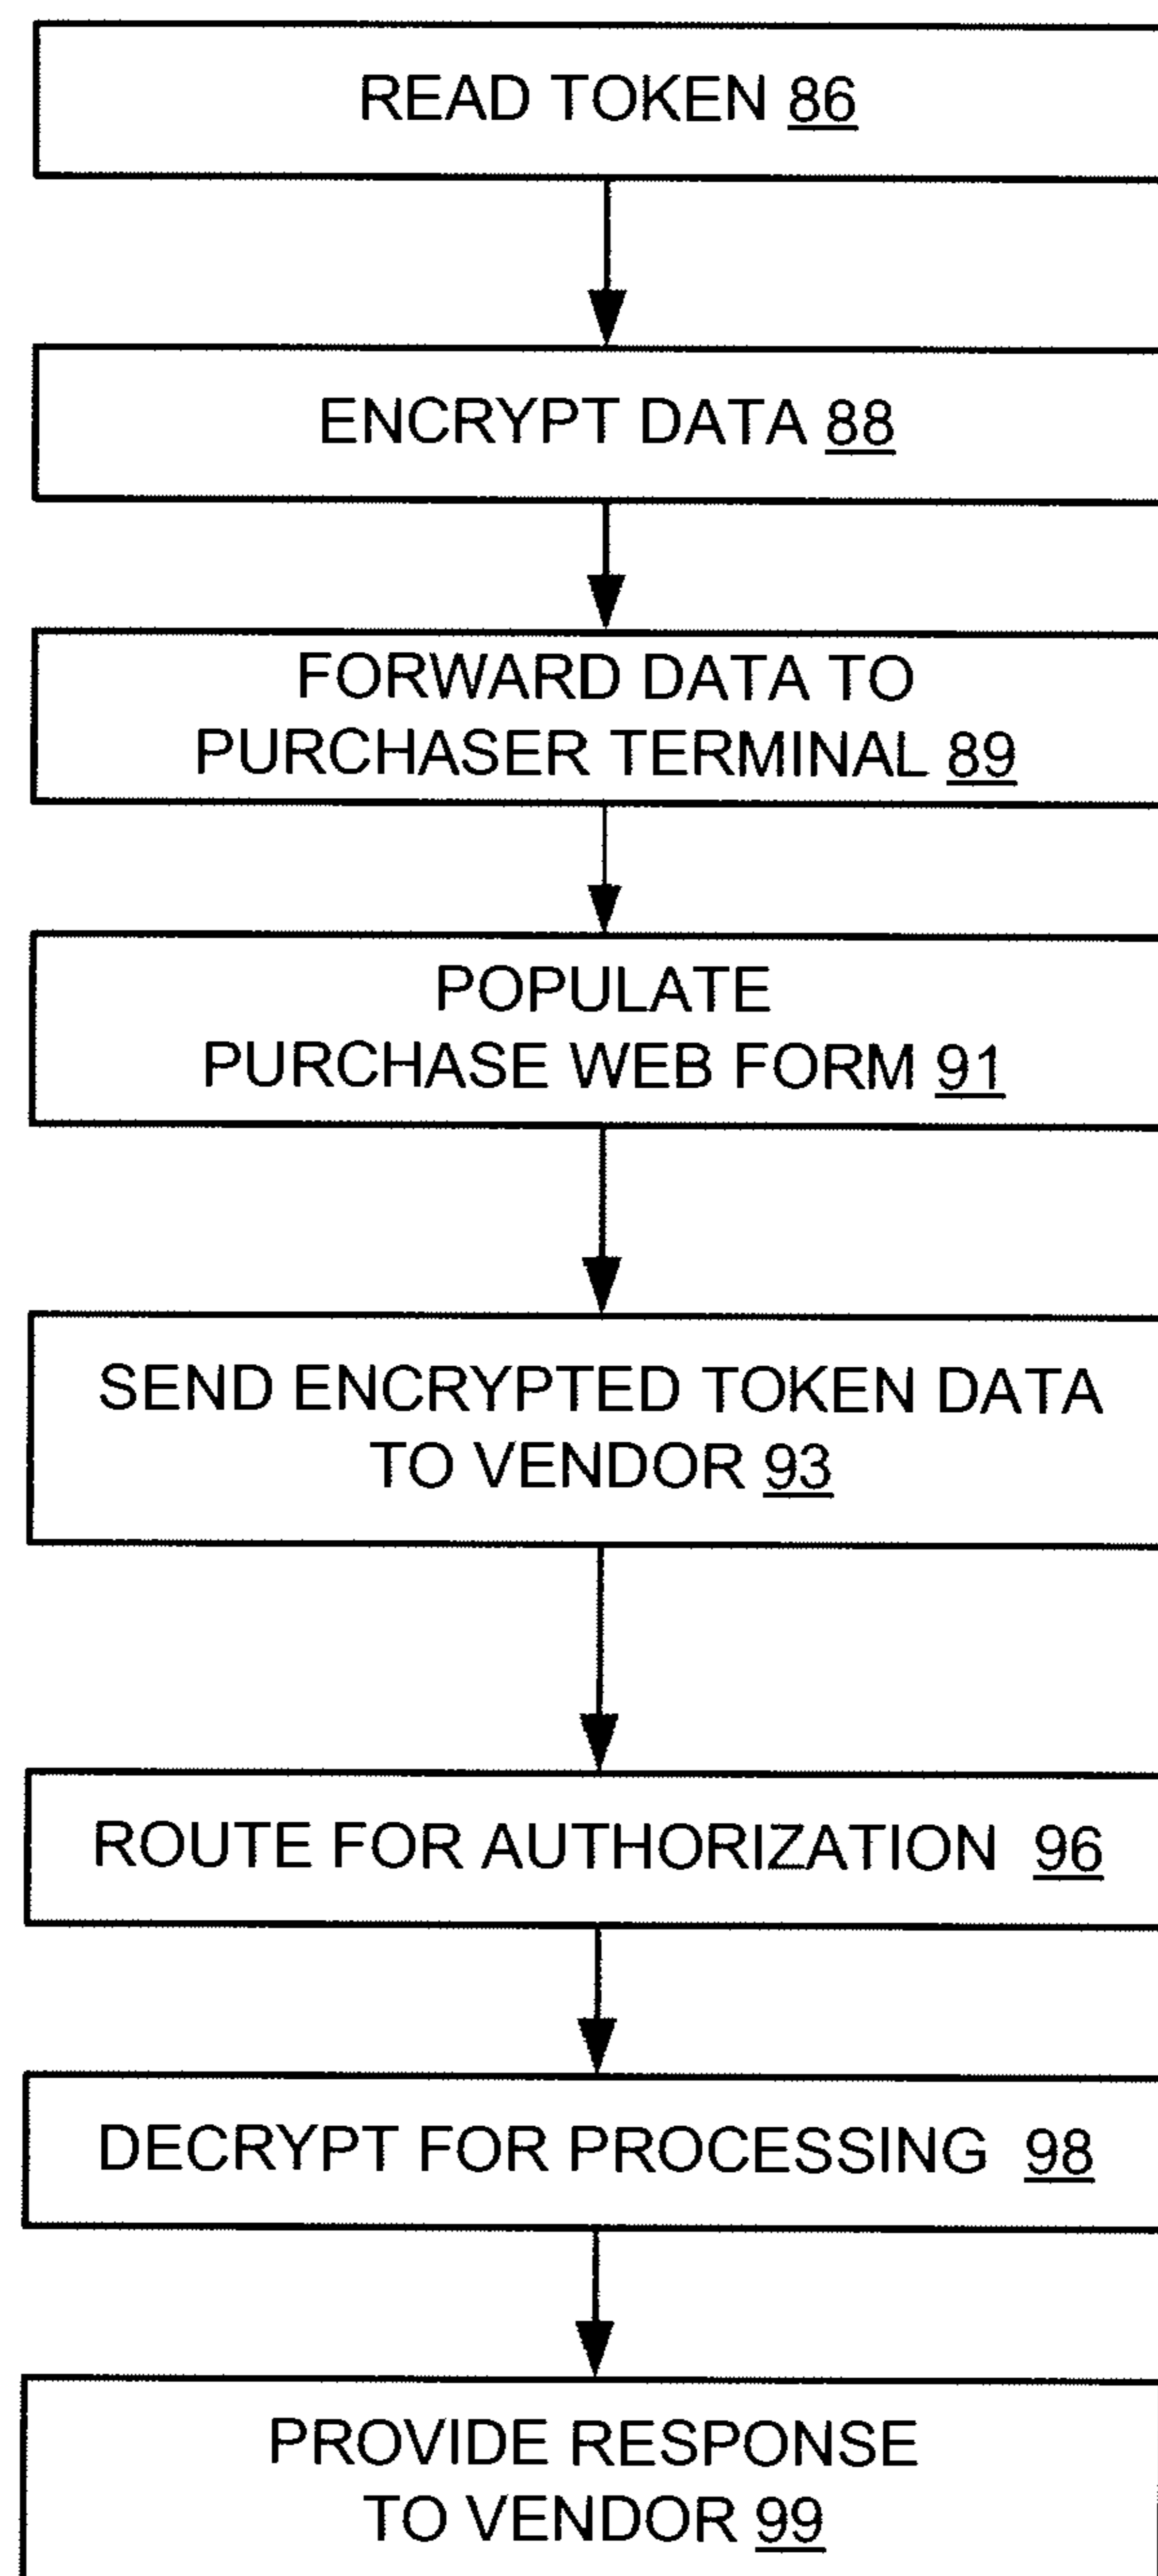 READ TOKEN 86
ENCRYPT DATA 88
FORWARD DATA TO
PURCHASER TERMINAL 89
POPULATE
PURCHASE WEB FORM 91
SEND ENCRYPTED TOKEN DATA
TO VENDOR 93
ROUTE FOR AUTHORIZATION 96
DECRYPT FOR PROCESSING 98
PROVIDE RESPONSE
TO VENDOR 99